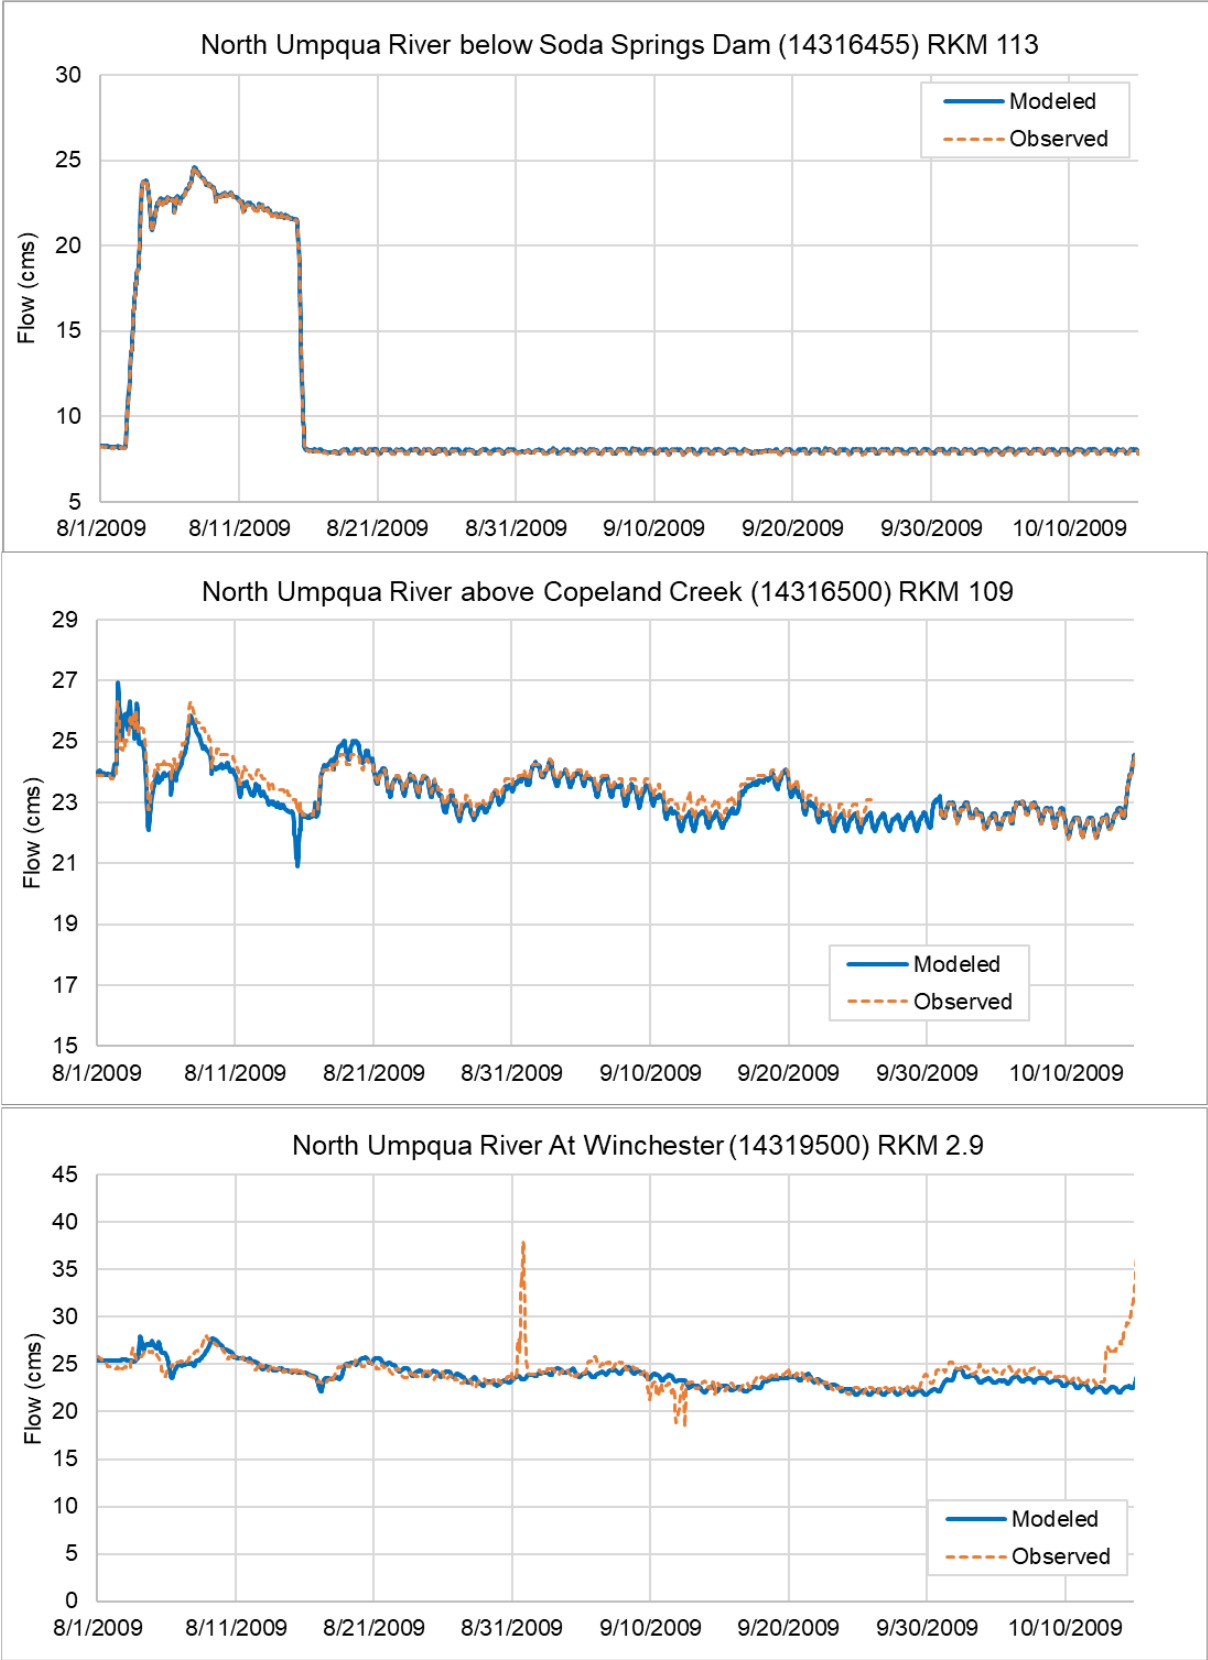 North Umpqua River below Soda Springs Dam (14316455) RKM 113
30
25
20
15
10
5
Flow (cms)
Modeled
Observed
8/1/2009 8/11/2009 8/21/2009 8/31/2009 9/10/2009 9/20/2009 9/30/2009 10/10/2009
North Umpqua River above Copeland Creek (14316500) RKM 109
29
27
25
23
21
19
17
15
Flow (cms)
Modeled
Observed
8/1/2009 8/11/2009 8/21/2009 8/31/2009 9/10/2009 9/20/2009 9/30/2009 10/10/2009
North Umpqua River At Winchester (14319500) RKM 2.9
45
40
35
30
25
20
15
10
5
0
Flow (cms)
Modeled
Observed
8/1/2009 8/11/2009 8/21/2009 8/31/2009 9/10/2009 9/20/2009 9/30/2009 10/10/2009